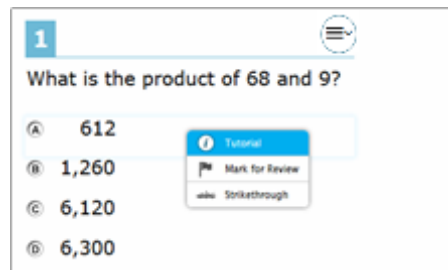 1
What is the product of 68 and 9?
A 612
Tutorial
B 1,260
Mark for Review
Strikethrough
C 6,120
D 6,300